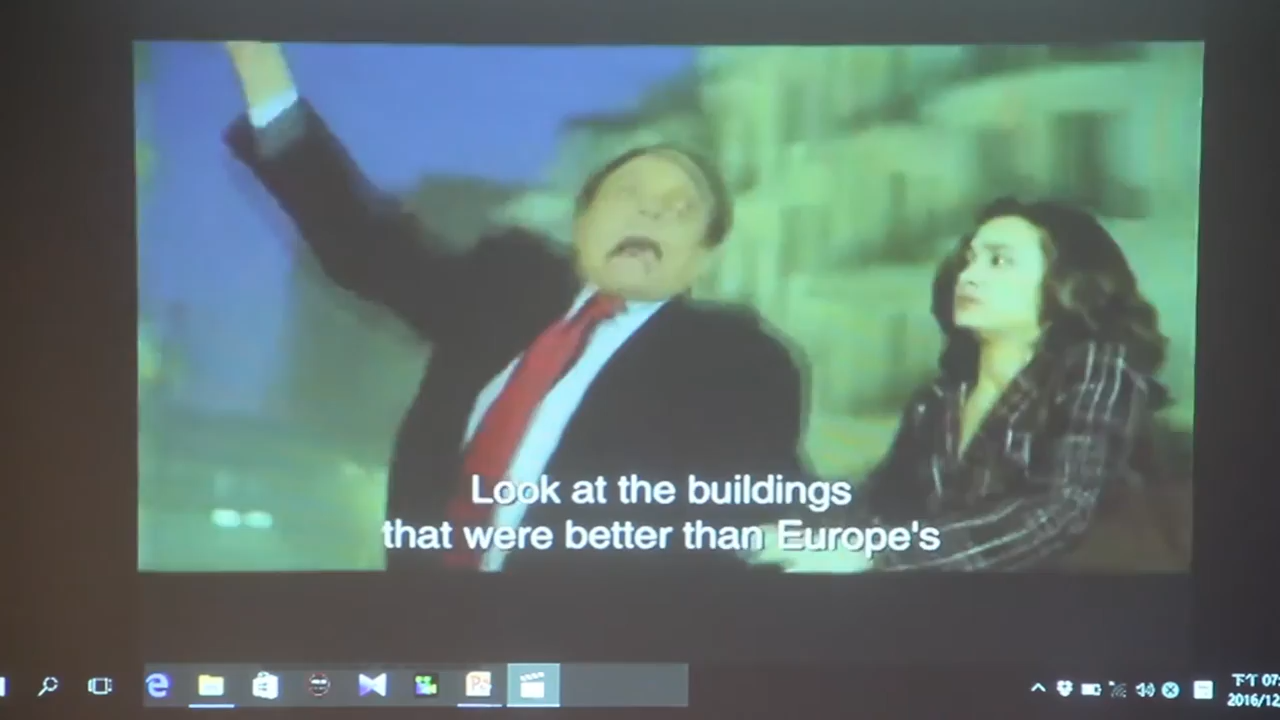 Look at the buildings
that were better than Europe's
下午 07:
2016/12